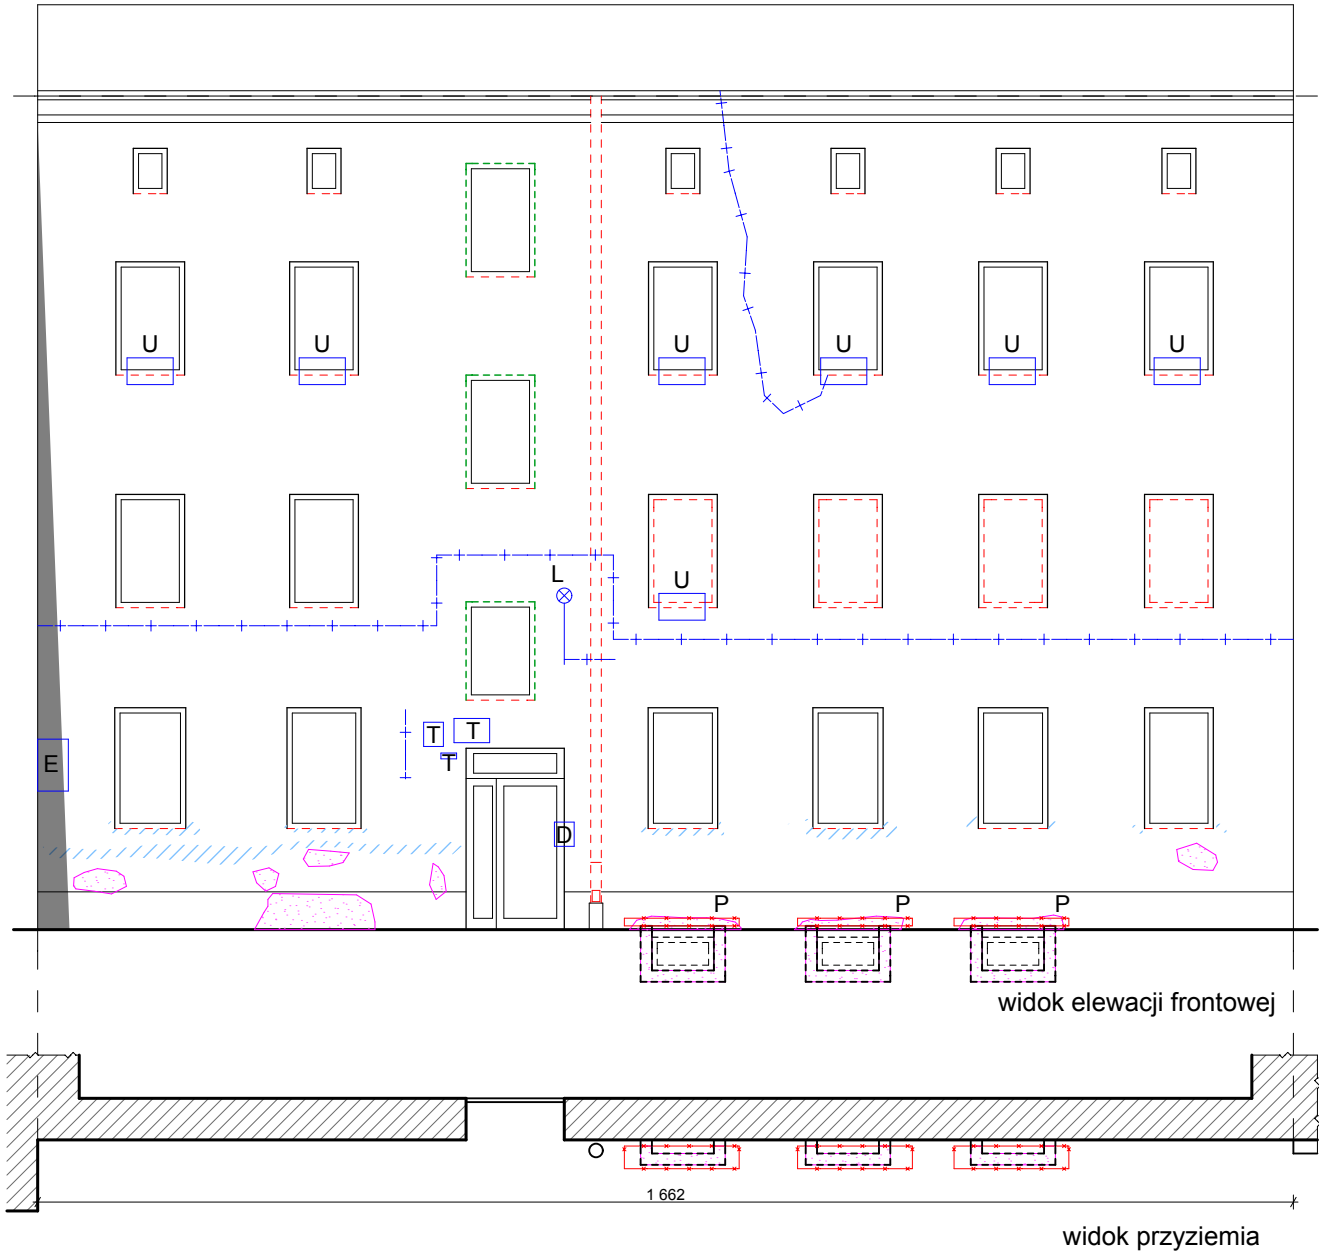 U U U U U U
L
U
T T
T
E
D
P P P
widok elewacji frontowej
1 662
widok przyziemia